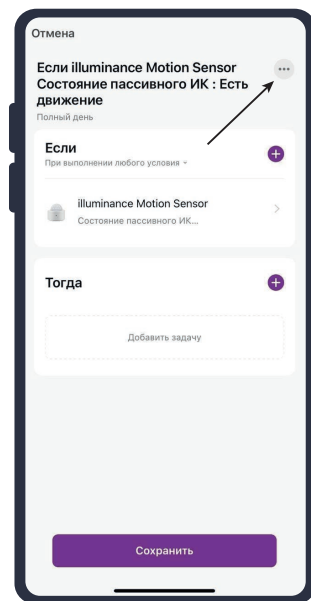 Отмена
Если illuminance Motion Sensor
Состояние пассивного ИК : Есть
движение
Полный день
Если
При выполнении любого условия
illuminance Motion Sensor
Состояние пассивного ИК...
Тогда
Добавить задачу
Сохранить